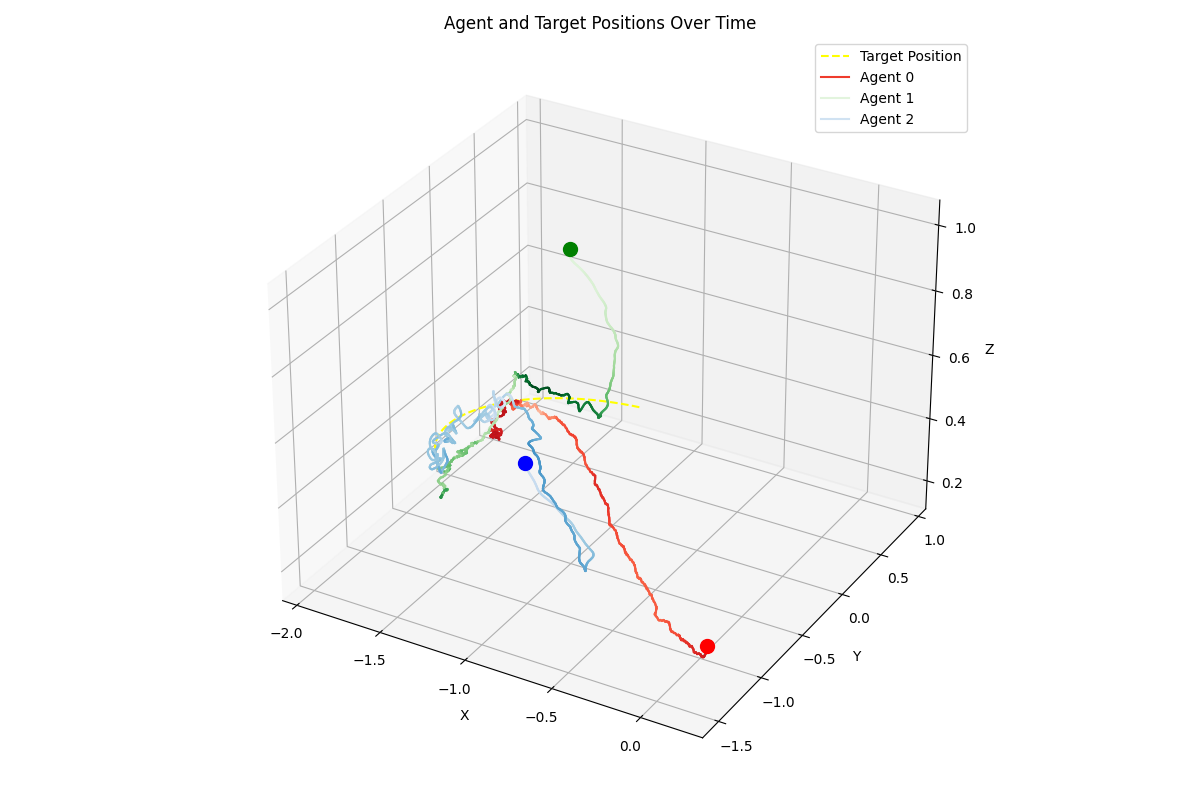 Agent and Target Positions Over Time
Target Position
Agent 0
Agent 1
Agent 2
1.0
0.8
Z
0.6
0.4
0.2
1.0
0.5
0.0
Y
−0.5
−1.0
−1.5
−2.0
−1.5
−1.0
X
−0.5
0.0